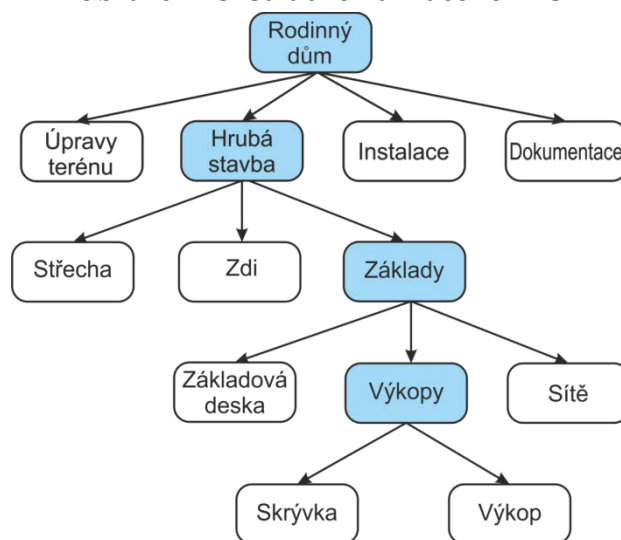 Rodinný
dům
Úpravy
terénu
Hrubá
stavba
Instalace
Dokumentace
Střecha
Zdi
Základy
Základová
deska
Výkopy
Sítě
Skrývka
Výkop